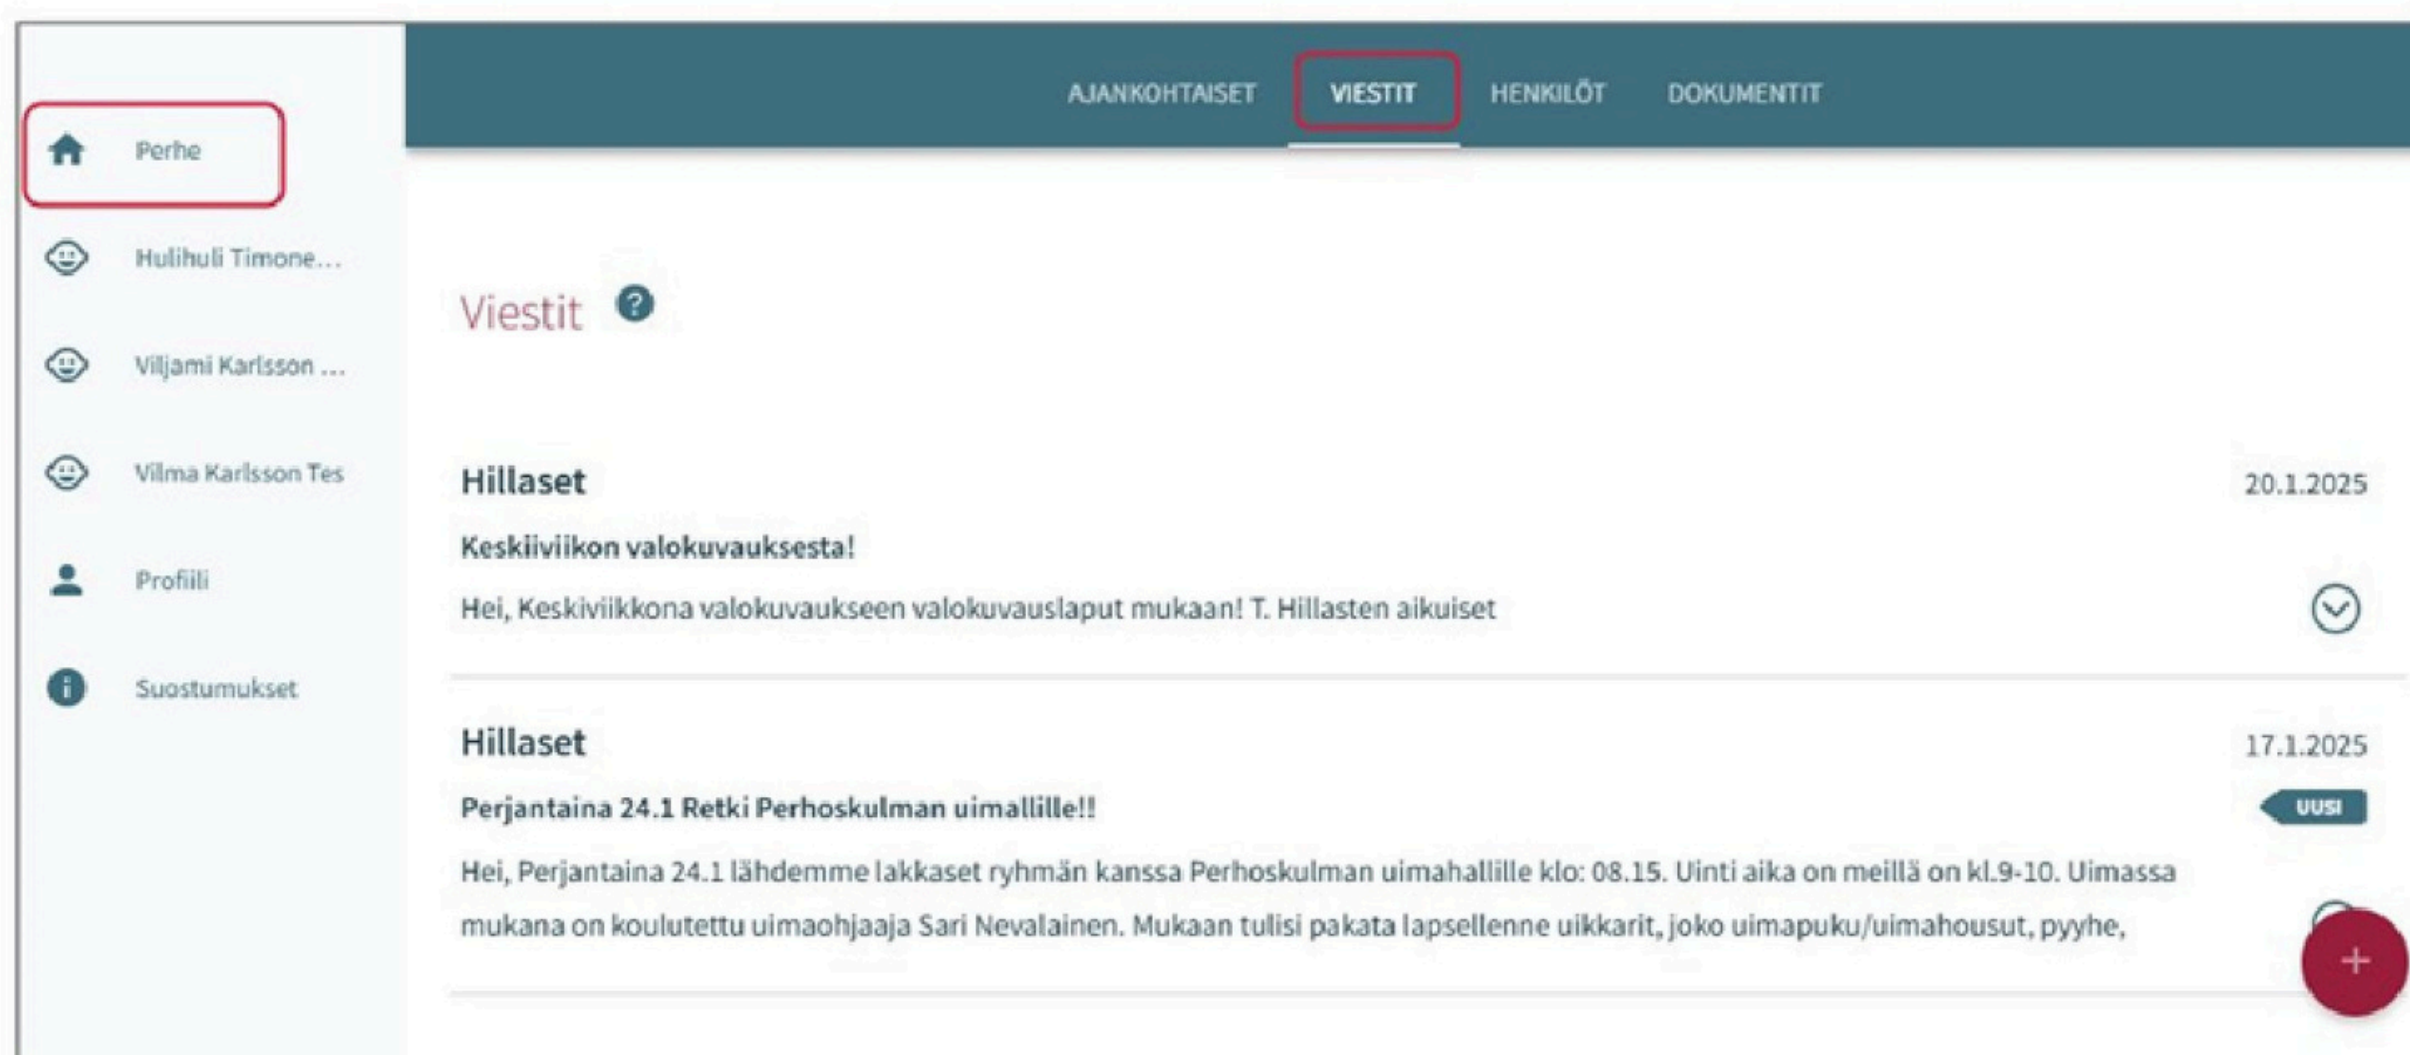 AJANKOHTAISET VIESTIT HENKILÖT DOKUMENTIT
Perhe
Hulihuli Timone...
Viljami Karlsson ...
Vilma Karlsson Tes
Profiili
Suostumukset
Viestit ?
Hillaset 20.1.2025
Keskiiviikon valokuvauksesta!
Hei, Keskiviikkona valokuvaukseen valokuvauslaput mukaan! T. Hillasten aikuiset
Hillaset 17.1.2025
Perjantaina 24.1 Retki Perhoskulman uimallille!! UUSI
Hei, Perjantaina 24.1 lähdemme lakkaset ryhmän kanssa Perhoskulman uimahallille klo: 08.15. Uinti aika on meillä on kl.9-10. Uimassa
mukana on koulutettu uimaohjaaja Sari Nevalainen. Mukaan tulisi pakata lapsellenne uikkarit, joko uimapuku/uimahousut, pyyhe,
+